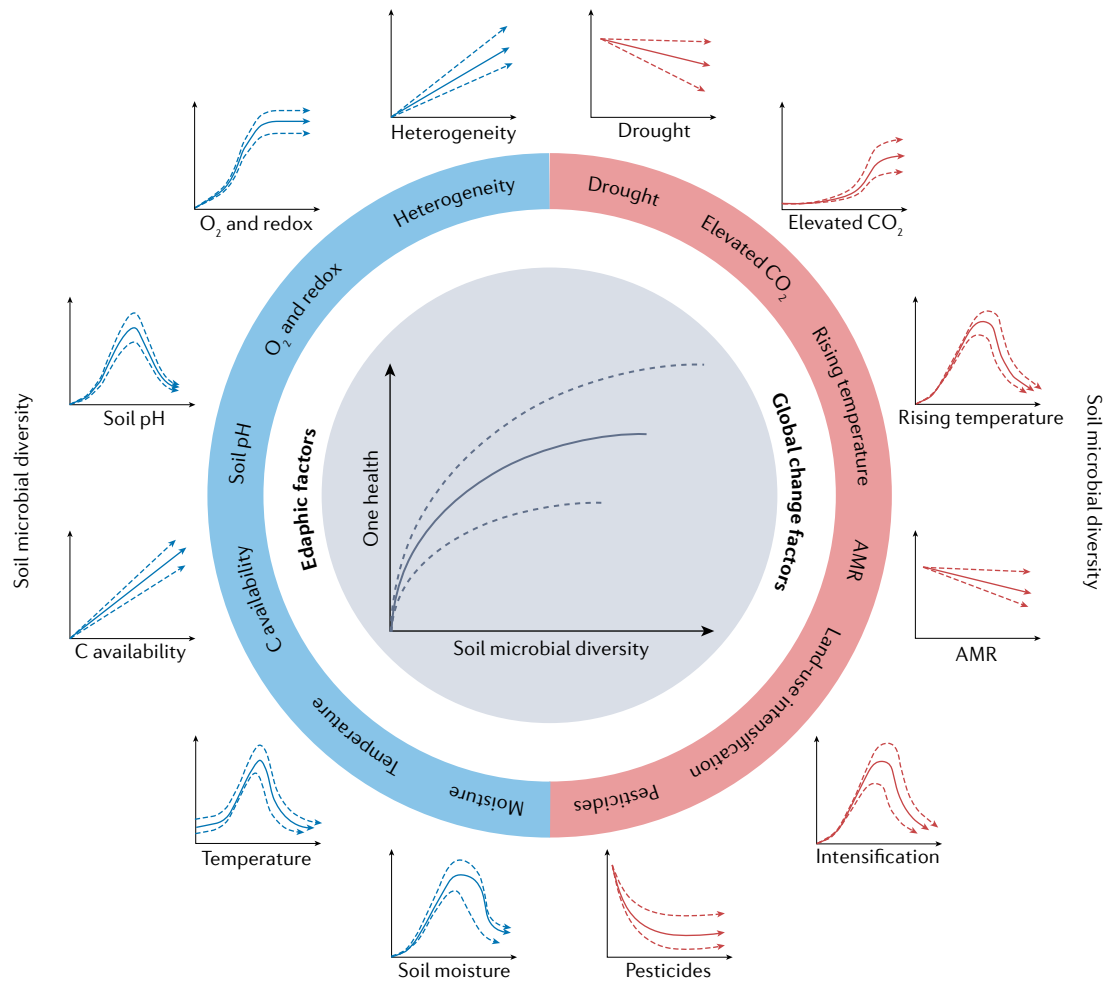 Heterogeneity
Drought
O₂ and redox
Elevated CO₂
Heterogeneity
Drought
O₂ and redox
Elevated CO₂
Soil pH
Rising temperature
Soil pH
Rising temperature
Soil microbial diversity
Edaphic factors
One health
Soil microbial diversity
Global change factors
Soil microbial diversity
C availability
AMR
C availability
AMR
Temperature
Land-use intensification
Moisture
Pesticides
Temperature
Intensification
Soil moisture
Pesticides